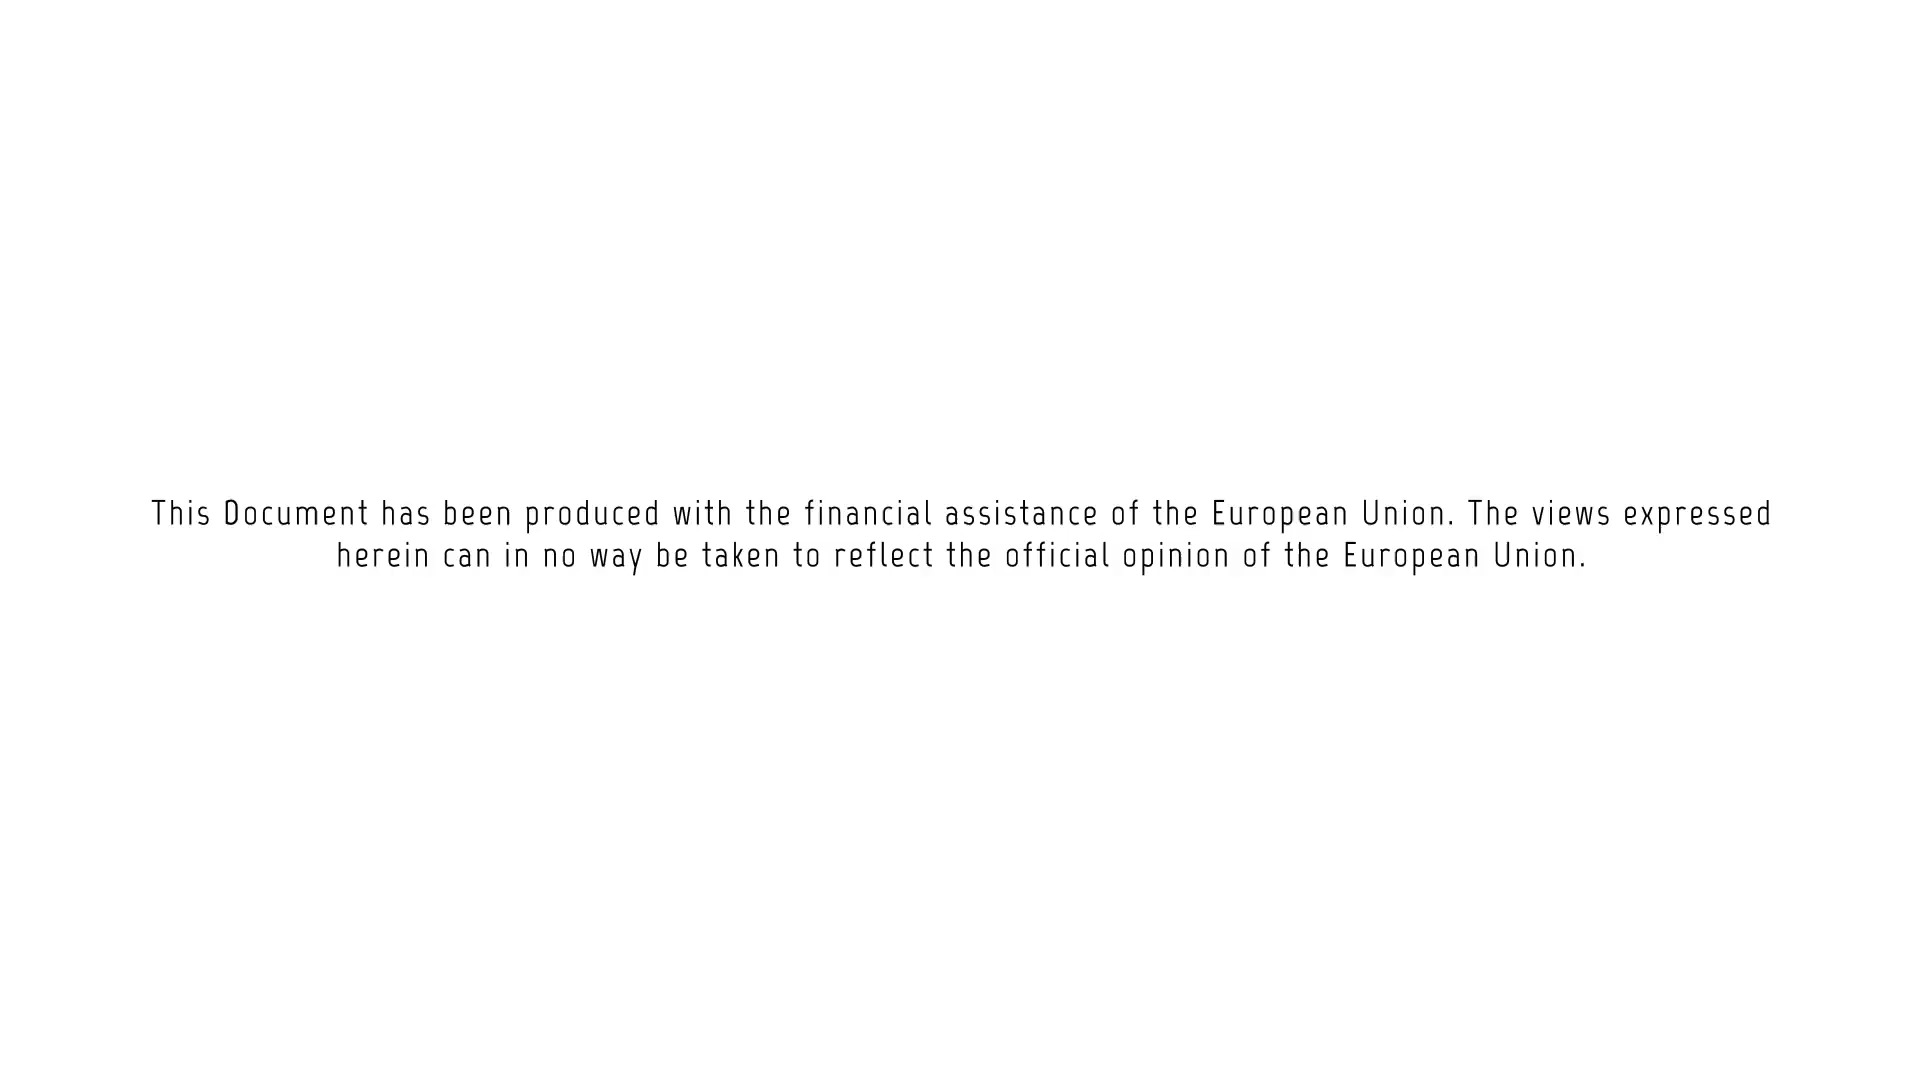 This Document has been produced with the financial assistance of the European Union. The views expressed
herein can in no way be taken to reflect the official opinion of the European Union.